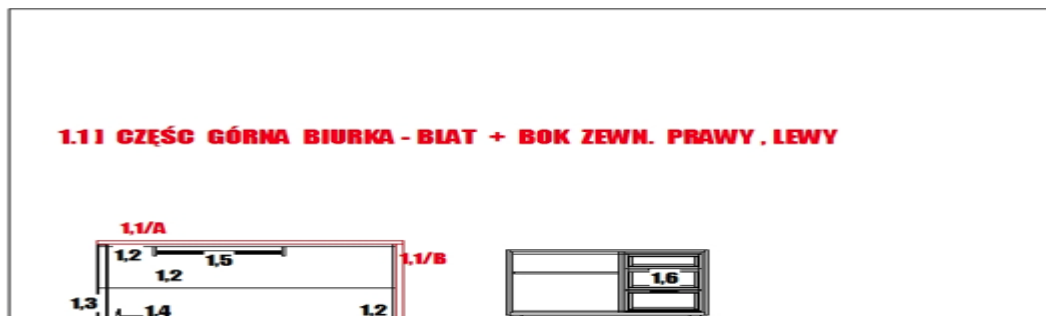 1.1] CZĘŚC GÓRNA BIURKA - BLAT + BOK ZEWN. PRAWY , LEWY
1,1/A
1,2 1,5 1,1/B
1,2 1,6
1,3 1,4 1,2